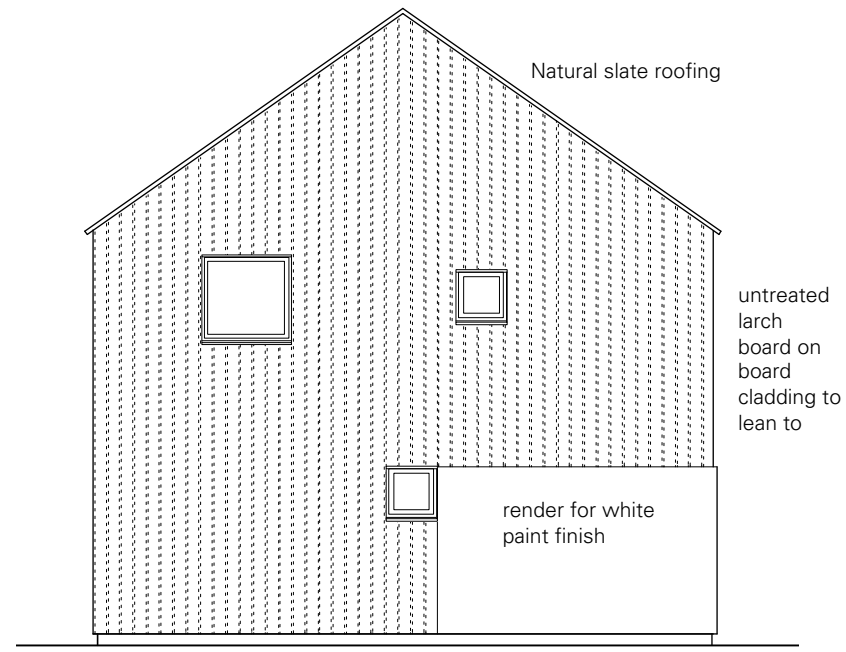 Natural slate roofing
untreated
larch
board on
board
cladding to
lean to
render for white
paint finish